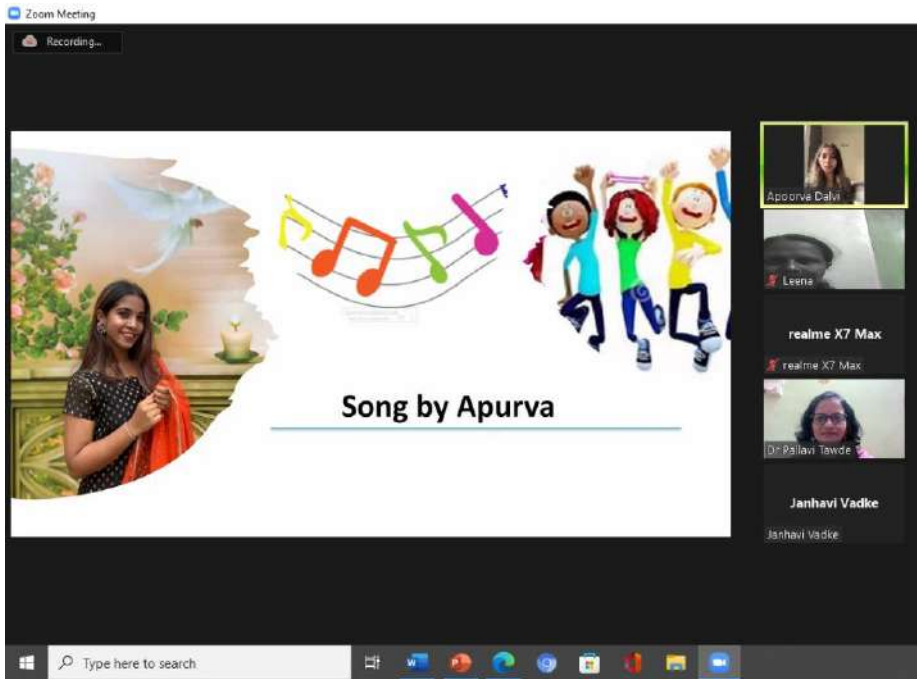 Zoom Meeting
Recording...
Song by Apurva
Apoorva Dalvi
Leena
realme X7 Max
realme X7 Max
Dr Pallavi Tawde
Janhavi Vadke
Janhavi Vadke
Type here to search